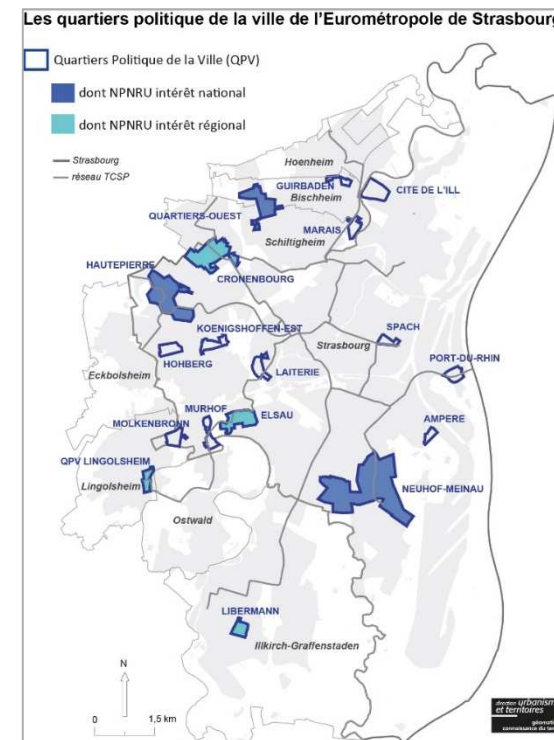 Les quartiers politique de la ville de l'Eurométropole de Strasbourg
Quartiers Politique de la Ville (QPV)
dont NPNRU intérêt national
dont NPNRU intérêt régional
Strasbourg
réseau TCSP
Hoenheim
GUIRBADEN
Bischheim
CITE DE L'ILL
QUARTIERS-OUEST
MARAIS
Schiltigheim
HAUTEPIERRE
CRONENBOURG
KOENIGSHOFFEN-EST
SPACH
Strasbourg
HOHBERG
PORT-DU-RHIN
Eckbolsheim
LAITERIE
MURHOF
ELSAU
AMPERE
MOLKENBRONN
QPV LINGOLSHEIM
Lingolsheim
NEUHOF-MEINAU
Ostwald
LIBERMANN
Illkirch-Graffenstaden
N
0 1,5 km
direction urbanisme
et territoires